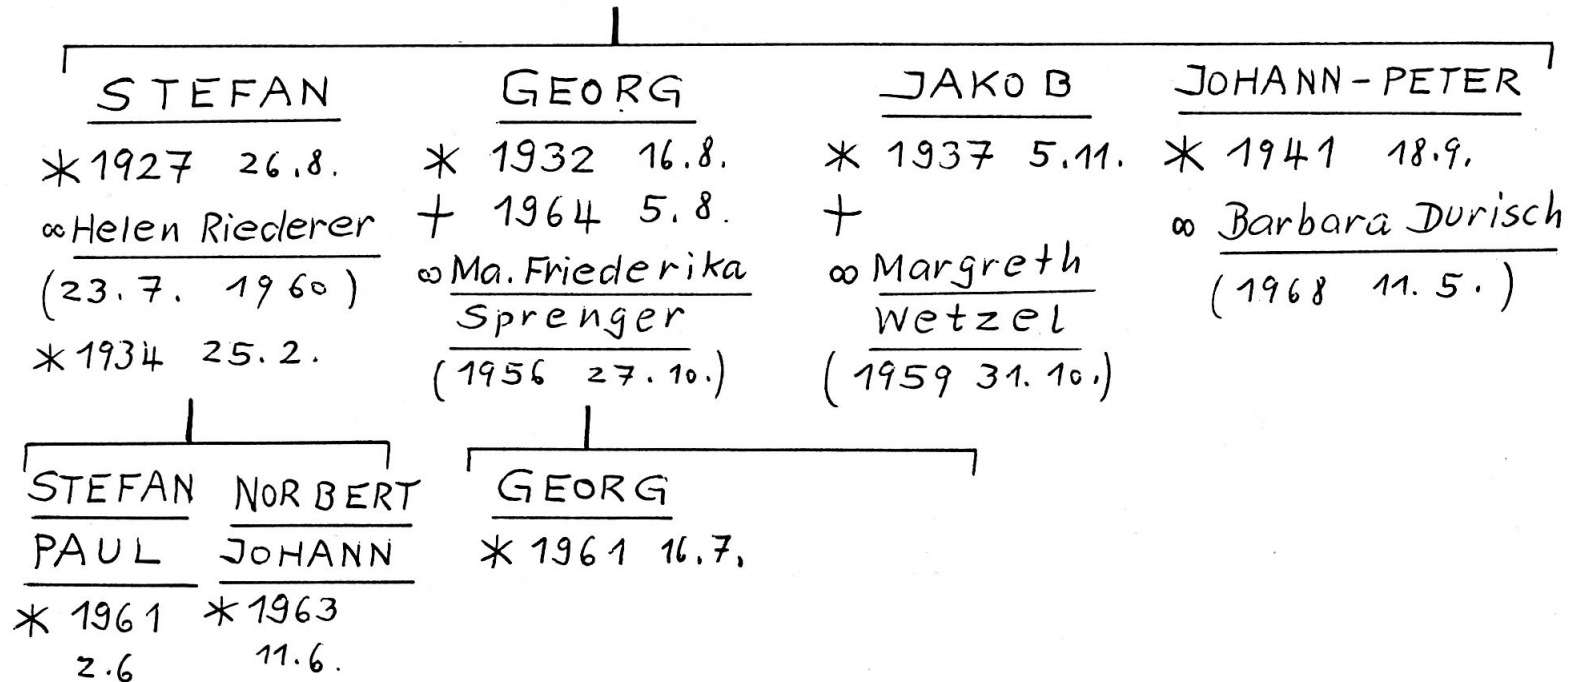 STEFAN
* 1927 26.8.
∞ Helen Riederer
(23.7. 1960)
* 1934 25.2.
GEORG
* 1932 16.8.
+ 1964 5.8.
∞ Ma. Friederika
Sprenger
(1956 27.10.)
JAKOB
* 1937 5.11.
+
∞ Margreth
Wetzel
(1959 31.10.)
JOHANN-PETER
* 1941 18.9.
∞ Barbara Durisch
(1968 11.5.)
STEFAN
PAUL
* 1961
2.6
NORBERT
JOHANN
* 1963
11.6.
GEORG
* 1961 16.7.